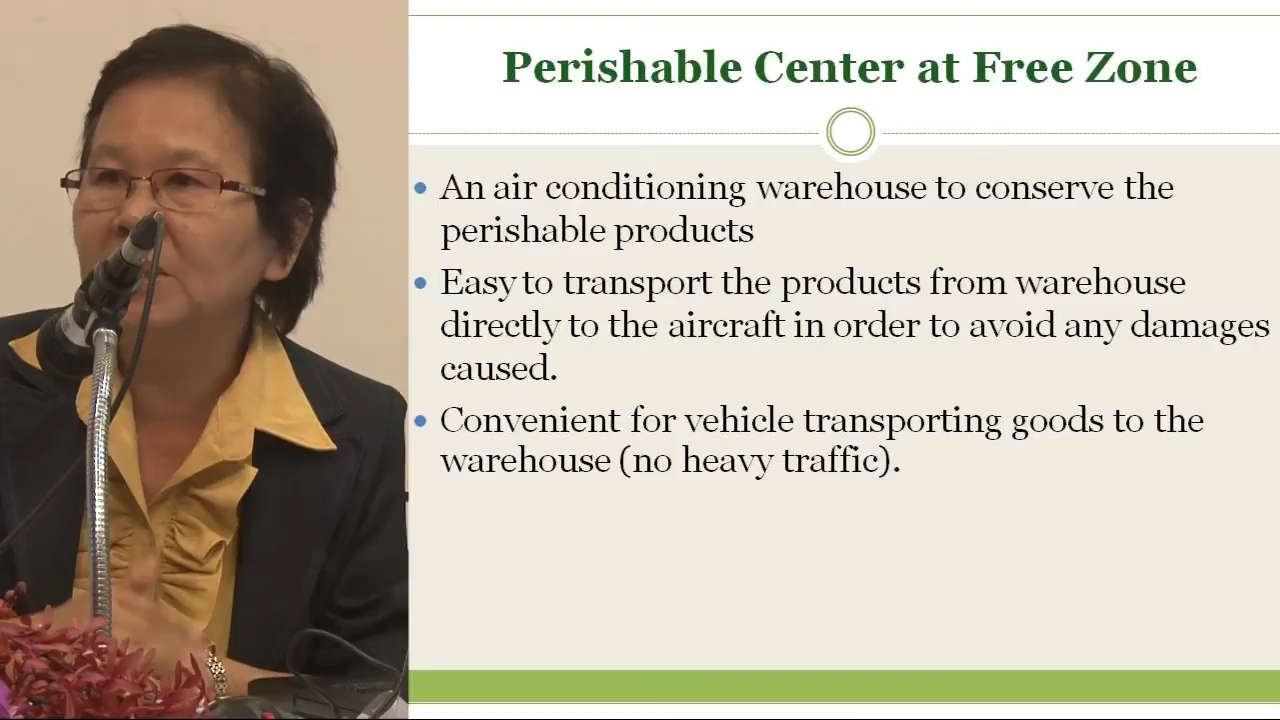 Perishable Center at Free Zone
• An air conditioning warehouse to conserve the
perishable products
• Easy to transport the products from warehouse
directly to the aircraft in order to avoid any damages
caused.
• Convenient for vehicle transporting goods to the
warehouse (no heavy traffic).